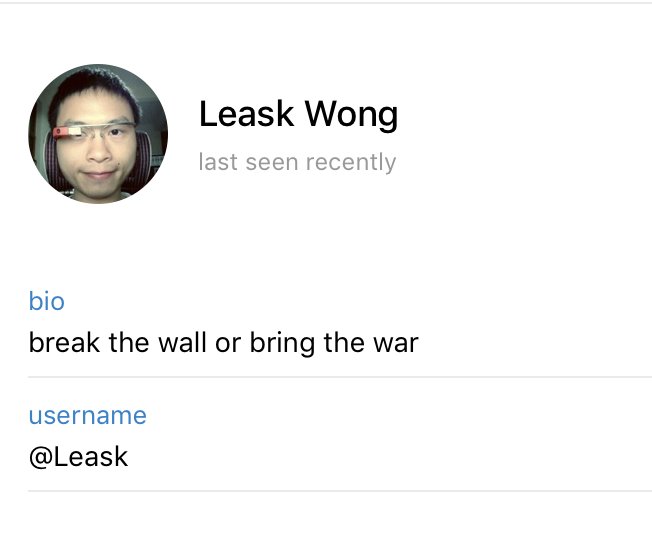 Leask Wong
last seen recently
bio
break the wall or bring the war
username
@Leask